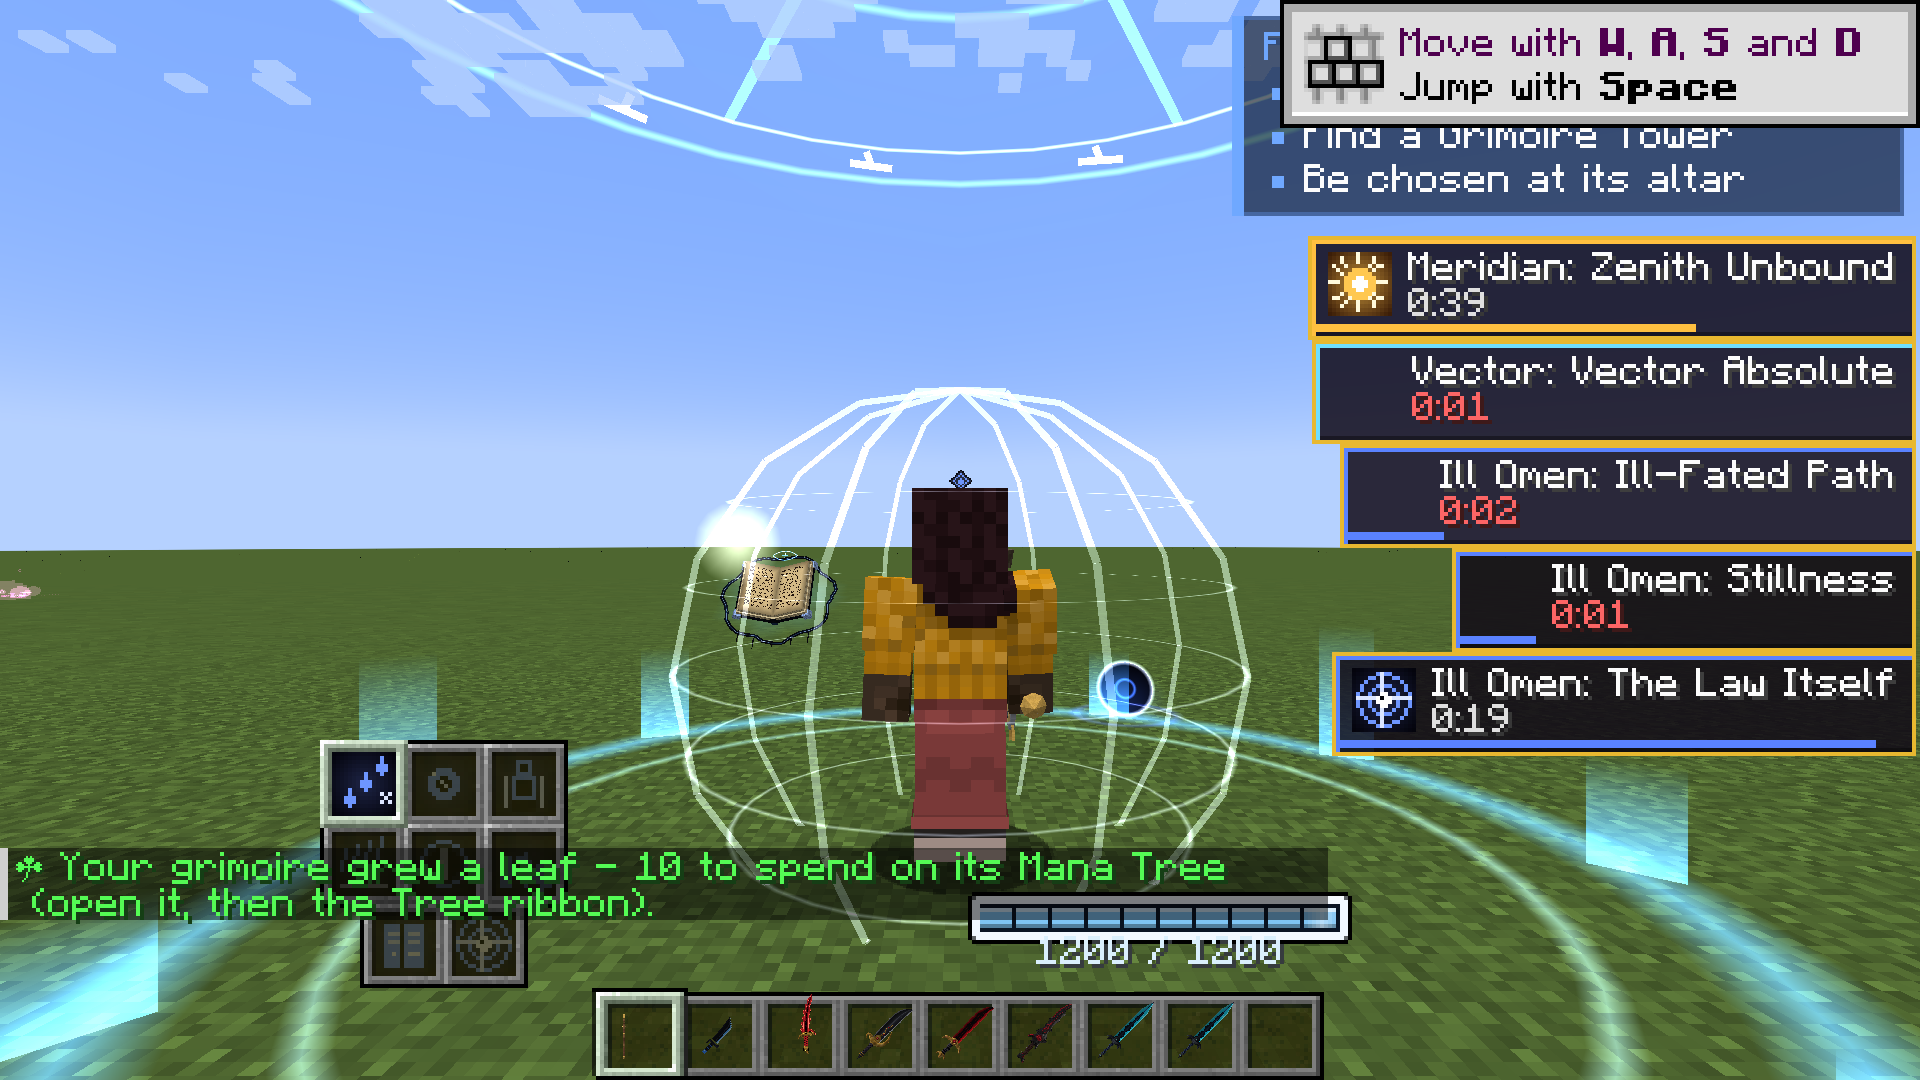 Move with W, A, S and D
Jump with Space
F
Find a Grimoire Tower
Be chosen at its altar
Meridian: Zenith Unbound
0:39
Vector: Vector Absolute
0:01
Ill Omen: Ill-Fated Path
0:02
Ill Omen: Stillness
0:01
Ill Omen: The Law Itself
0:19
Your grimoire grew a leaf - 10 to spend on its Mana Tree
(open it, then the Tree ribbon).
1200 / 1200